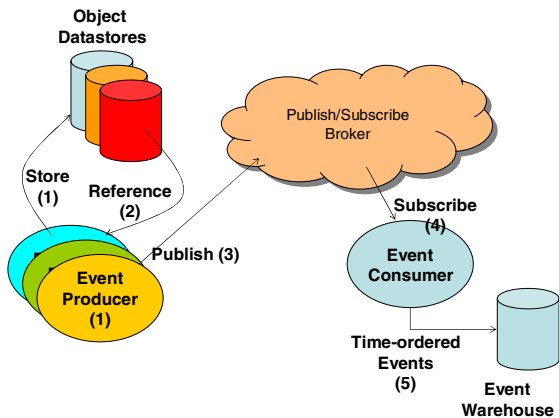 Object
Datastores
Publish/Subscribe
Broker
Store
(1)
Reference
(2)
Subscribe
(4)
Publish (3)
Event
Producer
(1)
Event
Consumer
Time-ordered
Events
(5)
Event
Warehouse